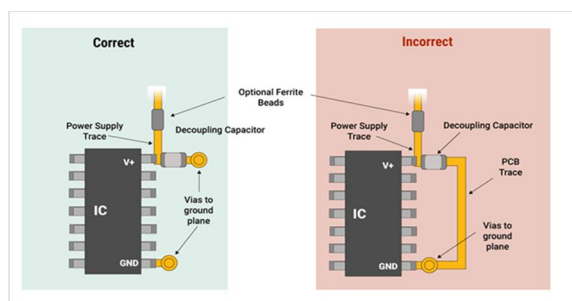 Correct
Optional Ferrite
Beads
Power Supply
Trace
Decoupling Capacitor
V+
IC
Vias to
ground
plane
GND
Incorrect
Power Supply
Trace
Decoupling Capacitor
V+
PCB
Trace
IC
Vias to
ground
plane
GND